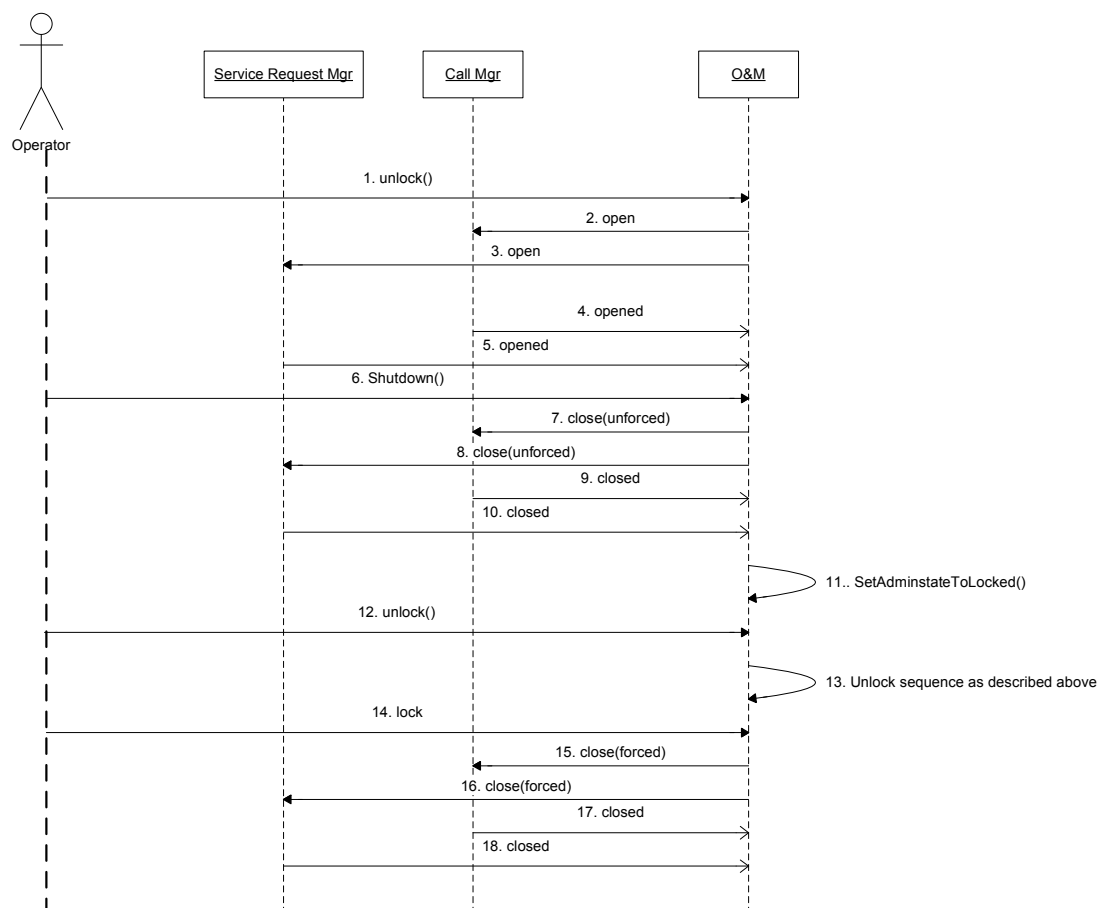 Service Request Mgr
Call Mgr
O&M
Operator
1. unlock()
2. open
3. open
4. opened
5. opened
6. Shutdown()
7. close(unforced)
8. close(unforced)
9. closed
10. closed
11.. SetAdminstateToLocked()
12. unlock()
13. Unlock sequence as described above
14. lock
15. close(forced)
16. close(forced)
17. closed
18. closed